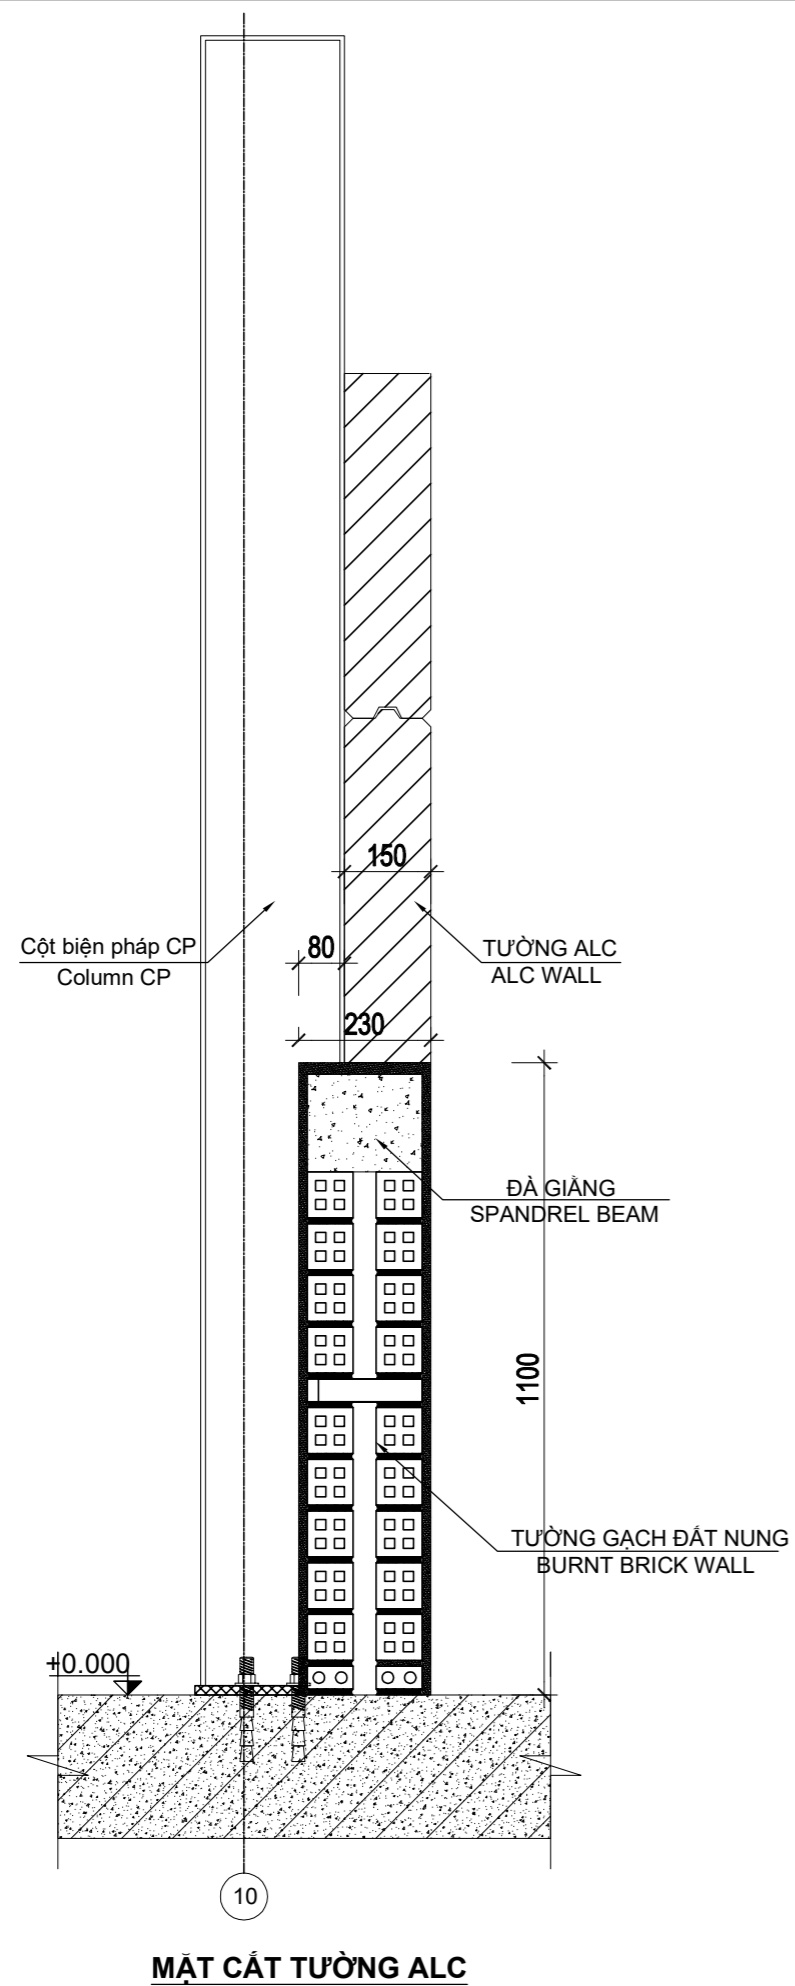 150
Cột biện pháp CP
Column CP
80
TƯỜNG ALC
ALC WALL
230
ĐÀ GIẰNG
SPANDREL BEAM
1100
TƯỜNG GẠCH ĐẤT NUNG
BURNT BRICK WALL
+0.000
10
MẶT CẮT TƯỜNG ALC